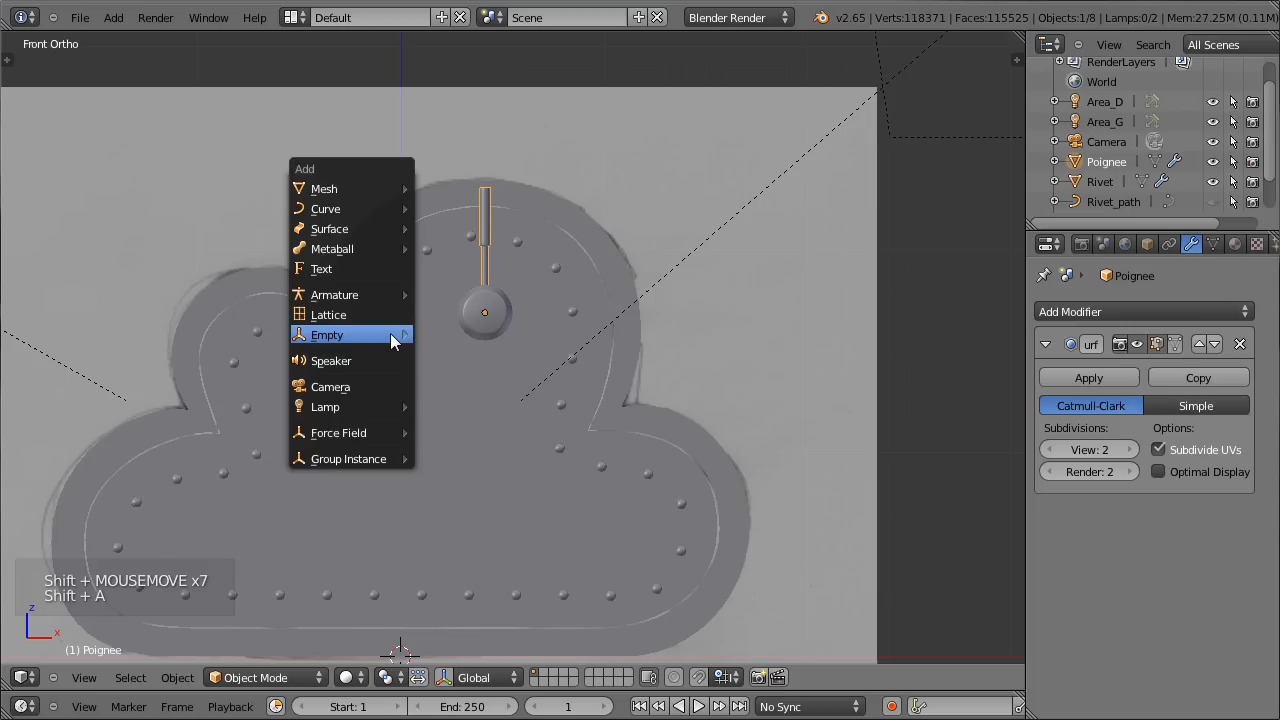 File Add Render Window Help Default Scene Blender Render v2.65 | Verts:118371 | Faces:115525 | Objects:1/8 | Lamps:0/2 | Mem:27.25M (0.11M)
Front Ortho
View Search All Scenes
RenderLayers
World
Area_D
Area_G
Camera
Poignee
Rivet
Rivet_path
Add
Mesh
Curve
Surface
Metaball
Text
Armature
Lattice
Empty
Speaker
Camera
Lamp
Force Field
Group Instance
Poignee
Add Modifier
urf
Apply Copy
Catmull-Clark Simple
Subdivisions: Options:
View: 2 Subdivide UVs
Render: 2 Optimal Display
Shift + MOUSEMOVE x7
Shift + A
z
x
(1) Poignee
View Select Object Object Mode Global
View Marker Frame Playback Start: 1 End: 250 1 No Sync